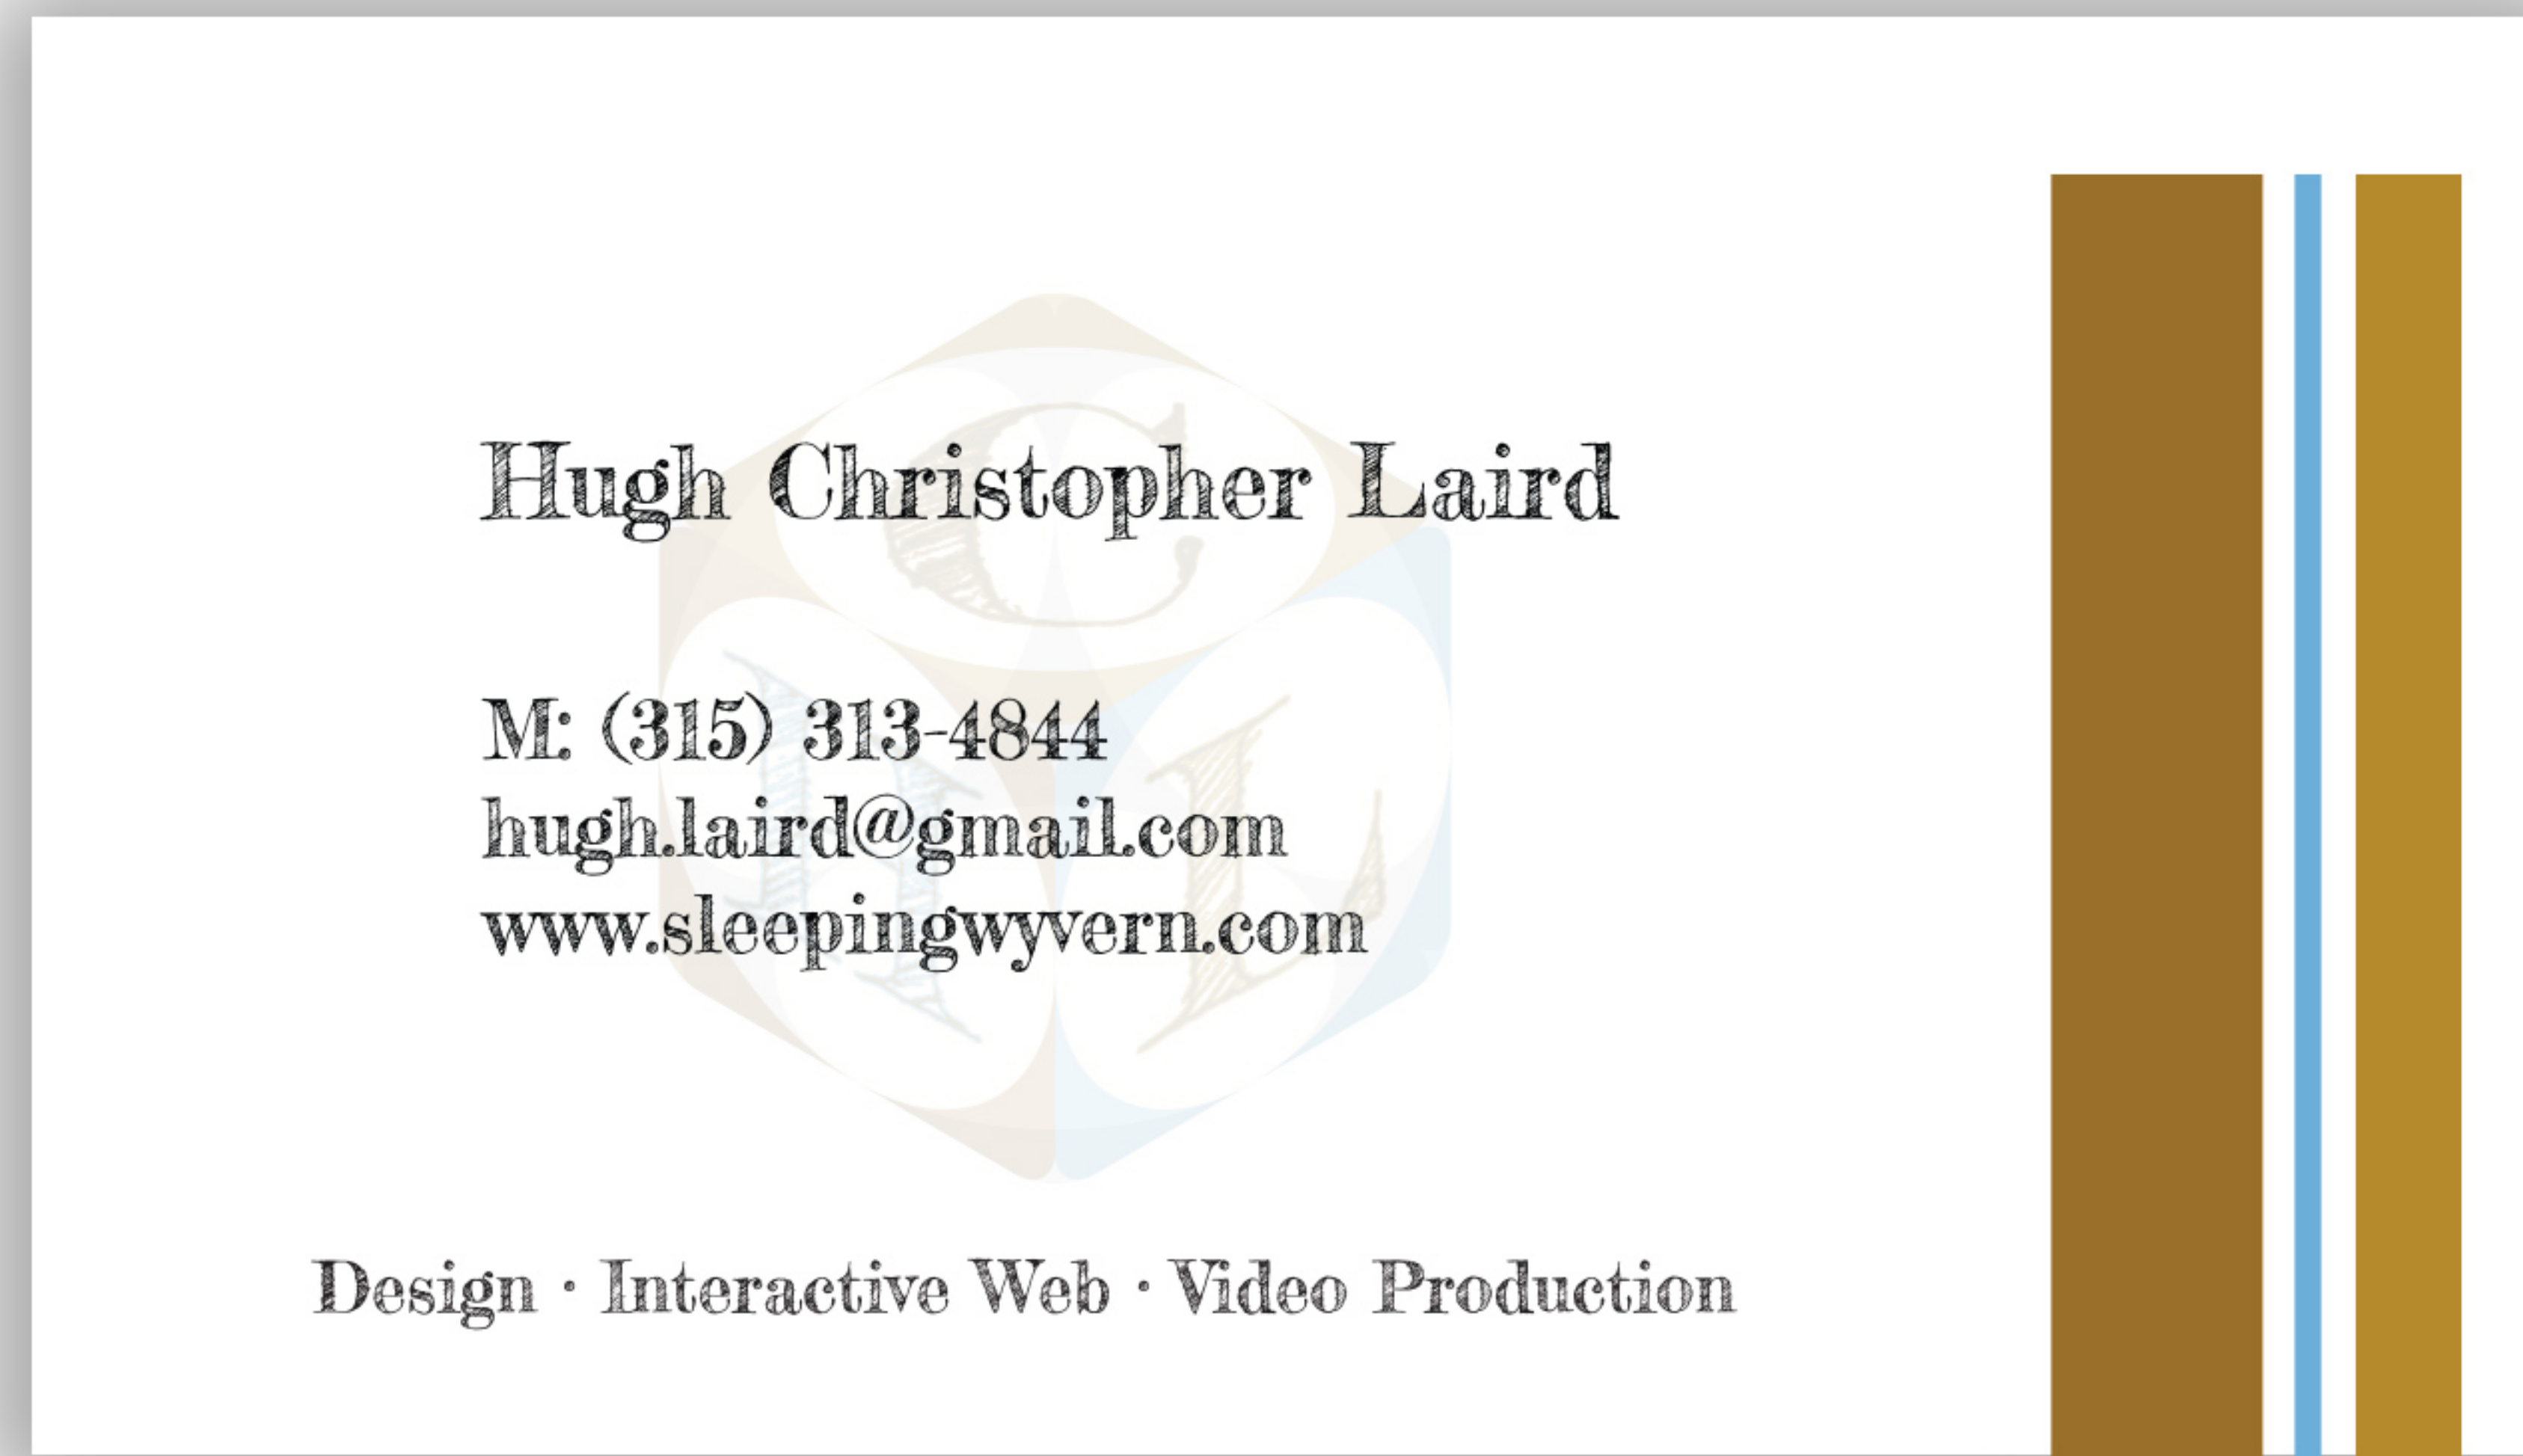 Hugh Christopher Laird
C
H L
M: (315) 313-4844
hugh.laird@gmail.com
www.sleepingwyvern.com
Design · Interactive Web · Video Production